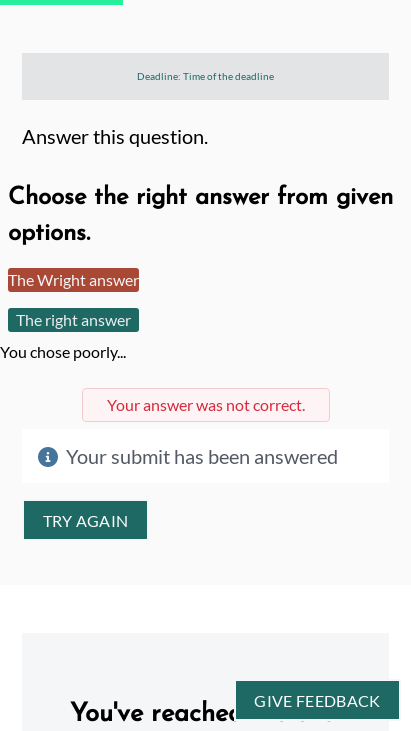 Deadline: Time of the deadline
Answer this question.
Choose the right answer from given
options.
The Wright answer
The right answer
You chose poorly...
Your answer was not correct.
Your submit has been answered
TRY AGAIN
You've reached
GIVE FEEDBACK